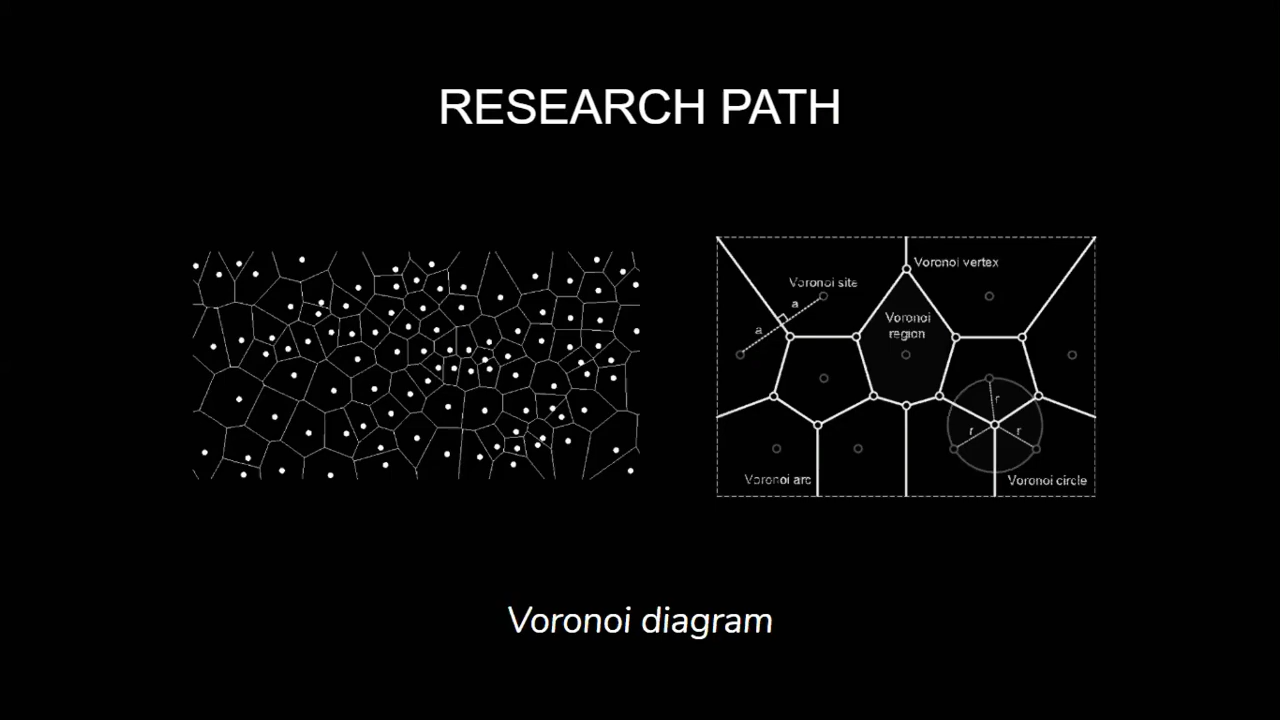 RESEARCH PATH
Voronoi vertex
Voronoi site
a
a
Voronoi
region
r
r
r
Voronoi arc
Voronoi circle
Voronoi diagram